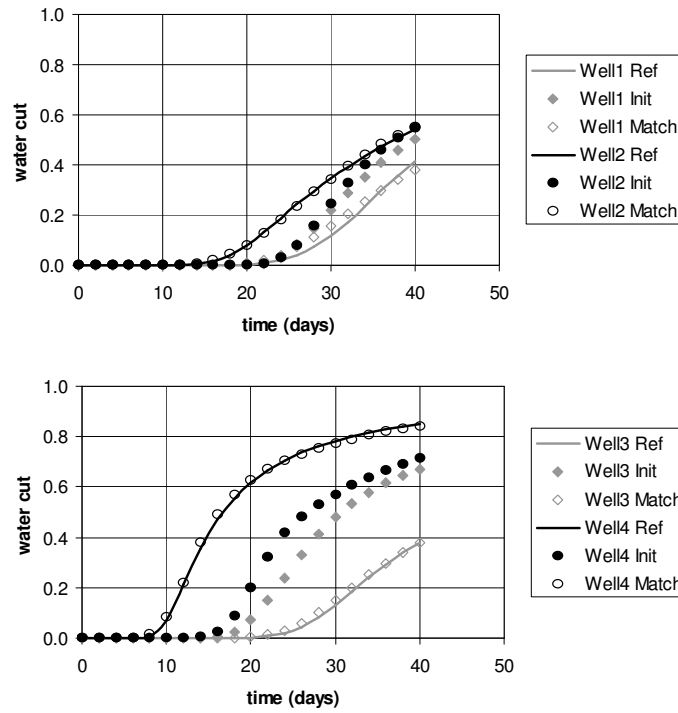 1.0
0.8
0.6
0.4
0.2
0.0
water cut
0 10 20 30 40 50
time (days)
Well1 Ref
Well1 Init
Well1 Match
Well2 Ref
Well2 Init
Well2 Match
1.0
0.8
0.6
0.4
0.2
0.0
water cut
0 10 20 30 40 50
time (days)
Well3 Ref
Well3 Init
Well3 Match
Well4 Ref
Well4 Init
Well4 Match